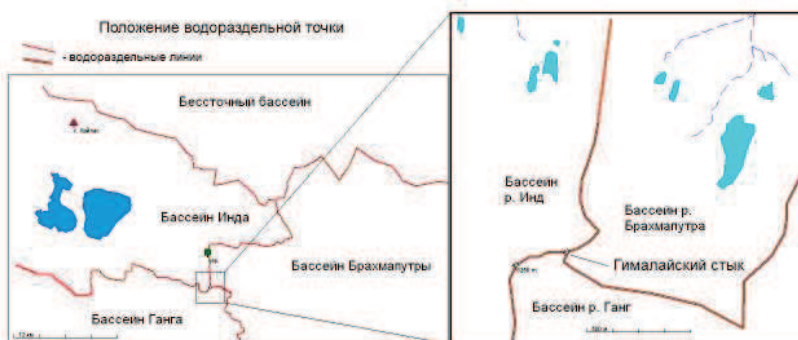 Положение водораздельной точки
- водораздельные линии
Бессточный бассейн
Бассейн Инда
Бассейн Брахмапутры
Бассейн Ганга
Бассейн
р. Инд
Бассейн р.
Брахмапутра
Гималайский стык
Бассейн р. Ганг